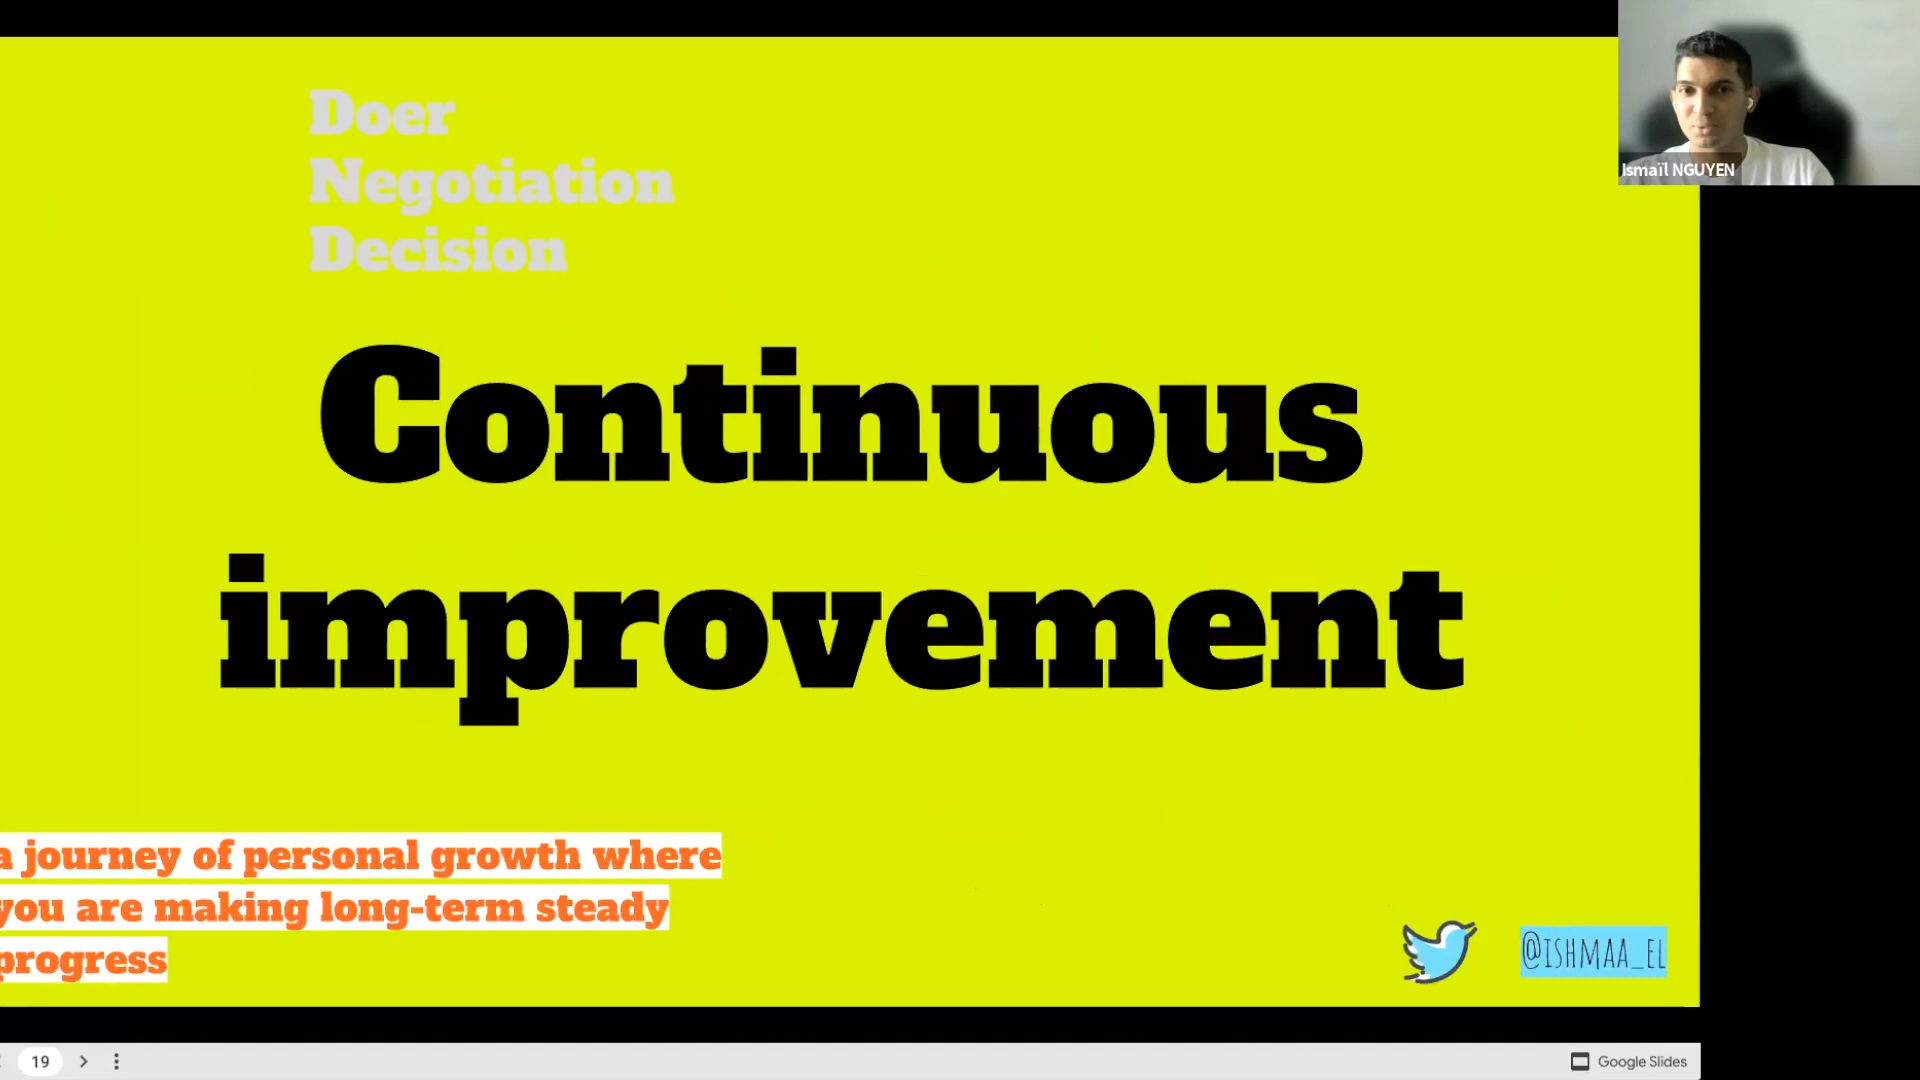 Doer
Negotiation
Decision
Ismaïl NGUYEN
Continuous
improvement
a journey of personal growth where
you are making long-term steady
progress
@ISHMAA_EL
19
Google Slides